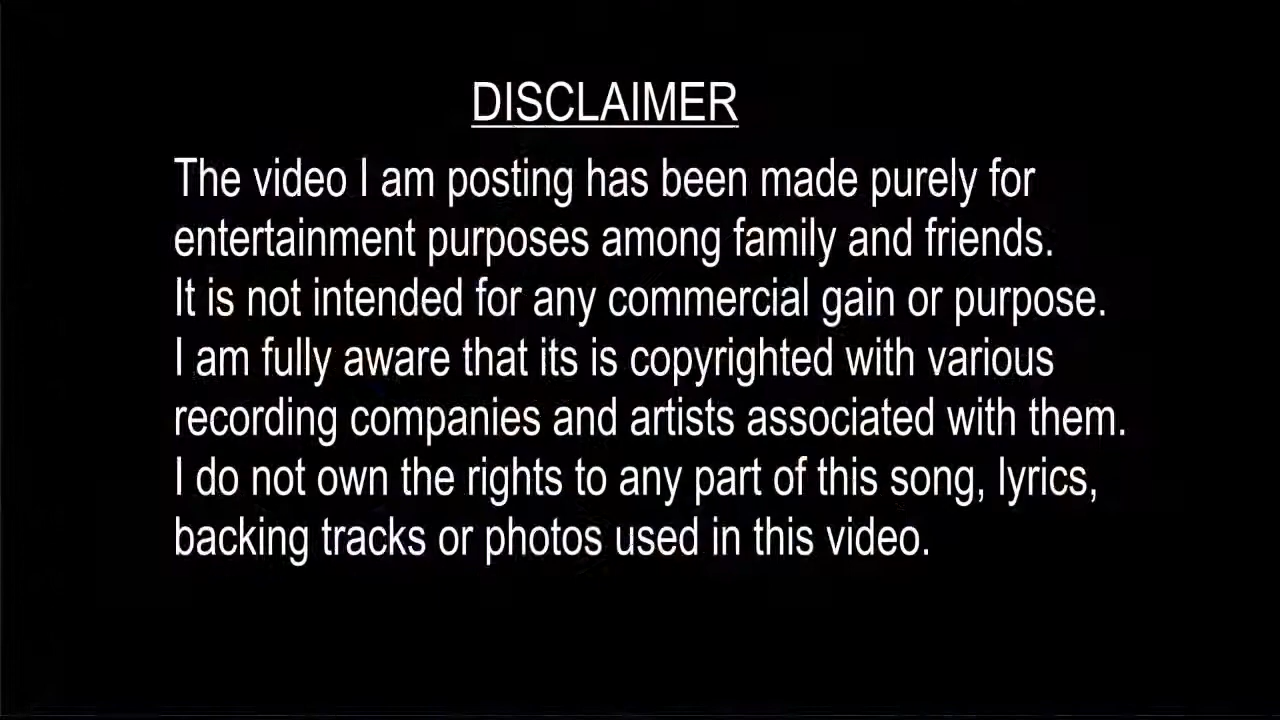 DISCLAIMER
The video I am posting has been made purely for
entertainment purposes among family and friends.
It is not intended for any commercial gain or purpose.
I am fully aware that its is copyrighted with various
recording companies and artists associated with them.
I do not own the rights to any part of this song, lyrics,
backing tracks or photos used in this video.